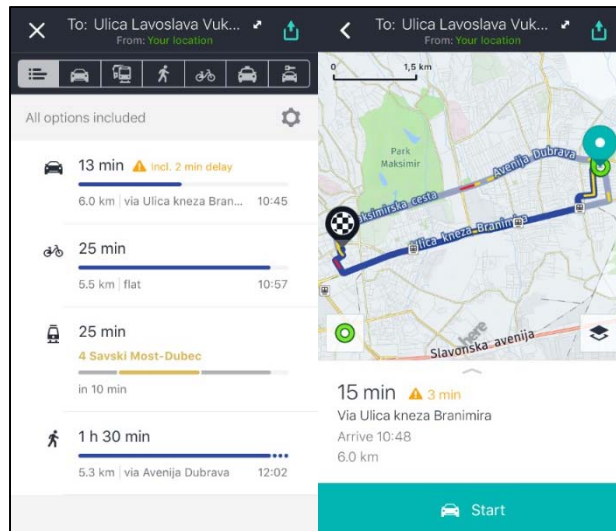 To: Ulica Lavoslava Vuk...
From: Your location
All options included
13 min Incl. 2 min delay
6.0 km | via Ulica kneza Bran... 10:45
25 min
5.5 km | flat 10:57
25 min
4 Savski Most-Dubec
in 10 min
1 h 30 min
5.3 km | via Avenija Dubrava 12:02
To: Ulica Lavoslava Vuk...
From: Your location
0 1,5 km
Park
Maksimir
Avenija Dubrava
aksimirska cesta
Ulica kneza Branimira
here
Slavonska avenija
15 min 3 min
Via Ulica kneza Branimira
Arrive 10:48
6.0 km
Start